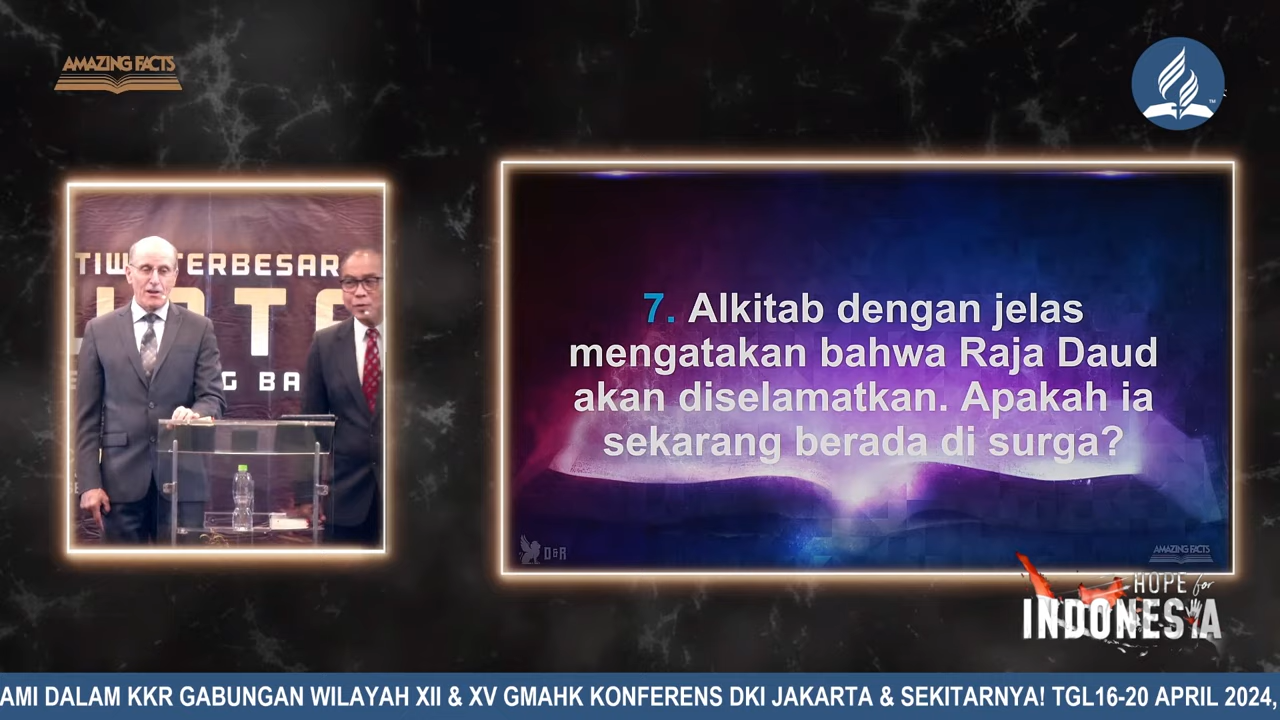 AMAZING FACTS
TERBESAR
G BA
7. Alkitab dengan jelas
mengatakan bahwa Raja Daud
akan diselamatkan. Apakah ia
sekarang berada di surga?
D&R
AMAZING FACTS
HOPE for
INDONESIA
AMI DALAM KKR GABUNGAN WILAYAH XII & XV GMAHK KONFERENS DKI JAKARTA & SEKITARNYA! TGL16-20 APRIL 2024,